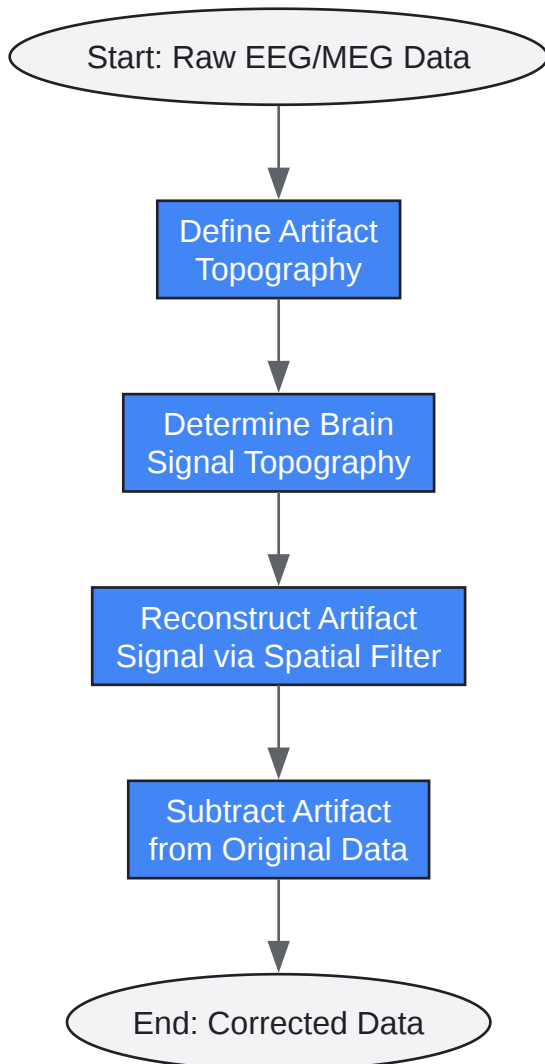 Start: Raw EEG/MEG Data
Define Artifact
Topography
Determine Brain
Signal Topography
Reconstruct Artifact
Signal via Spatial Filter
Subtract Artifact
from Original Data
End: Corrected Data